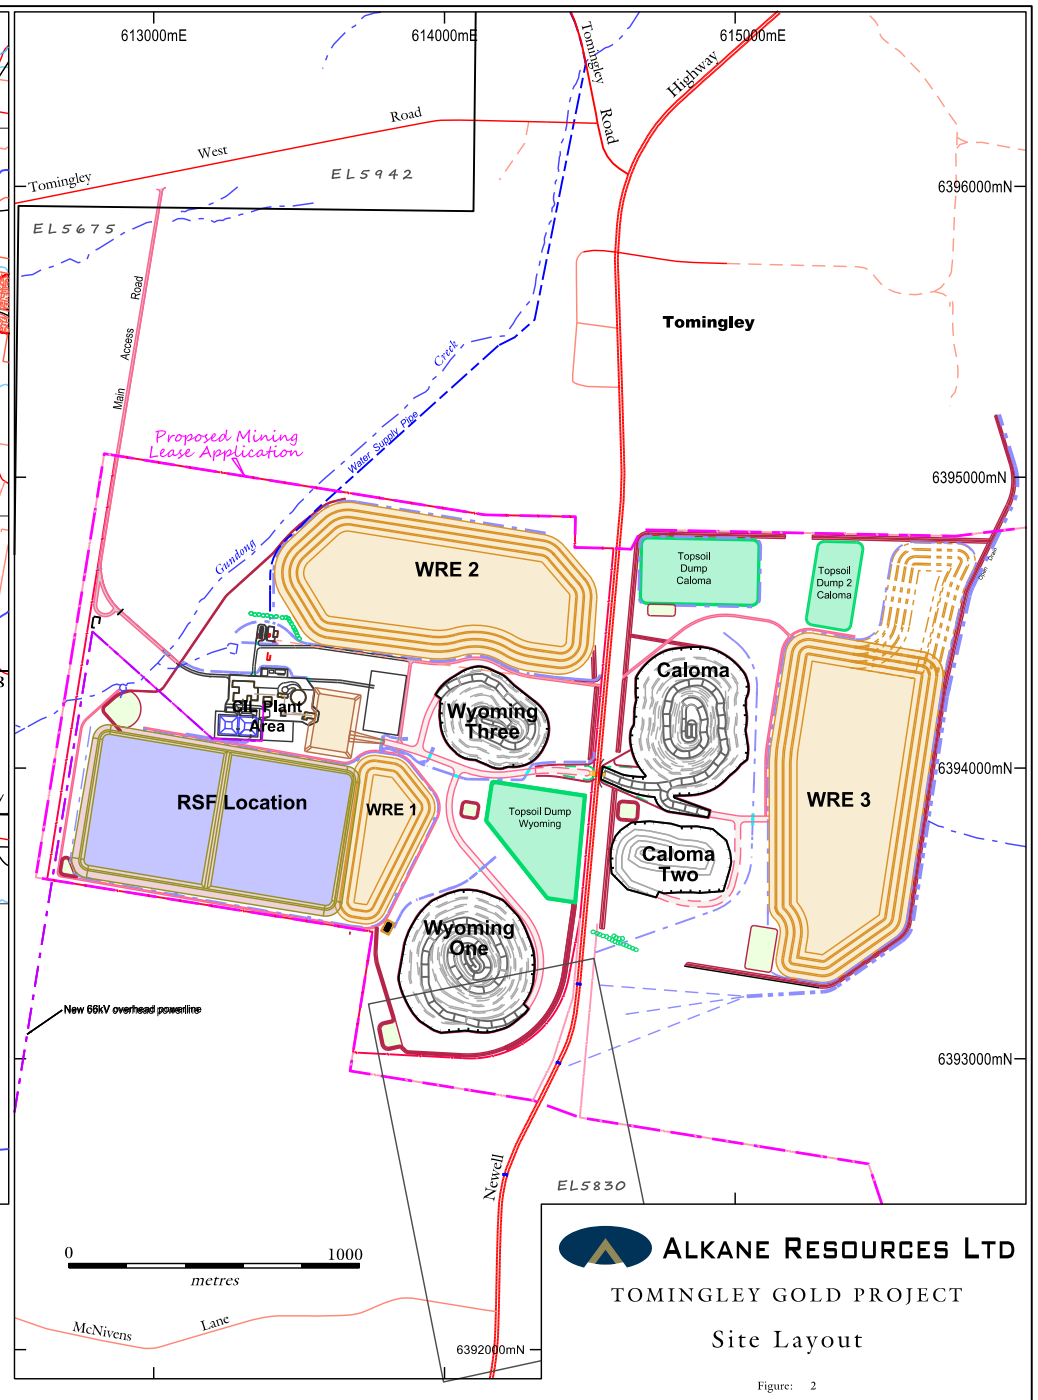 613000mE
614000mE
615000mE
Tomingley
Road
Highway
Tomingley
West
Road
EL5942
6396000mN
EL5675
Main
Access
Road
Tomingley
Creek
Water Supply Pipe
Proposed Mining
Lease Application
6395000mN
Gundong
WRE 2
Topsoil
Dump
Caloma
Topsoil
Dump 2
Caloma
Caloma
Wyoming
Three
CIL Plant
Area
6394000mN
RSF Location
WRE 1
Topsoil Dump
Wyoming
WRE 3
Caloma
Two
Wyoming
One
New 66kV overhead powerline
6393000mN
Newell
EL5830
0
1000
metres
McNivens
Lane
6392000mN
ALKANE RESOURCES LTD
TOMINGLEY GOLD PROJECT
Site Layout
Figure: 2